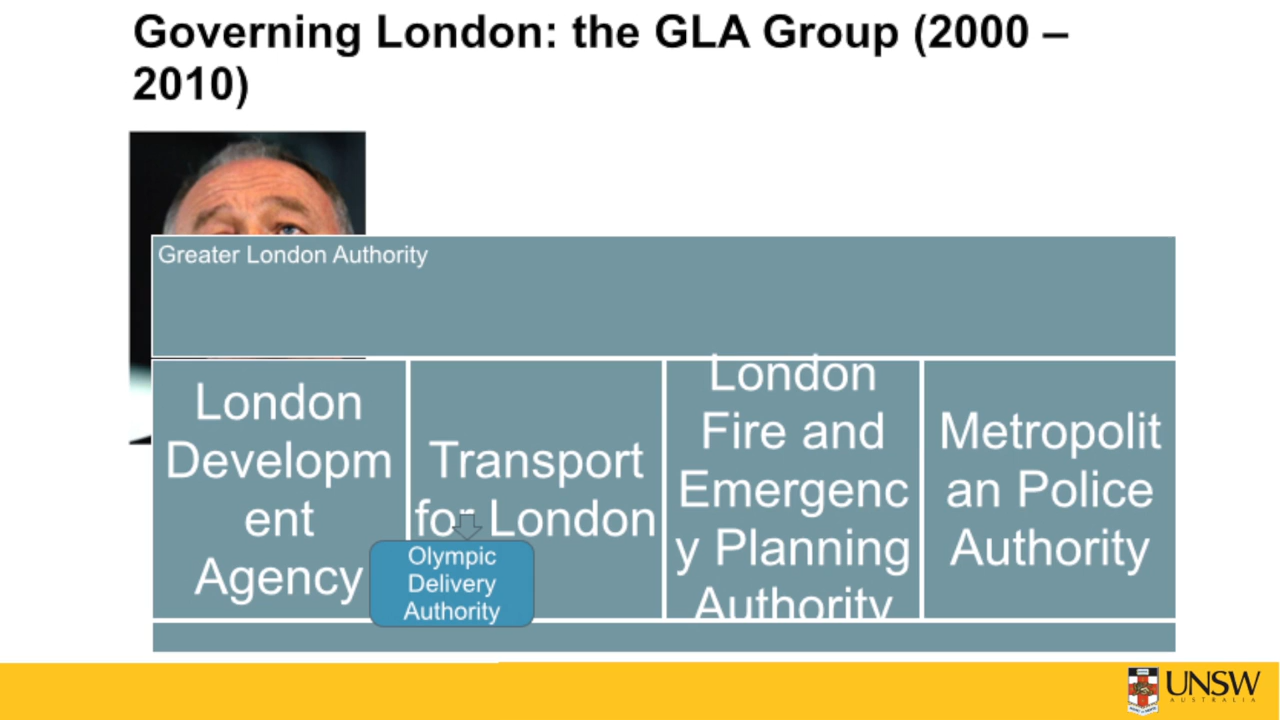 Governing London: the GLA Group (2000 –
2010)
Greater London Authority
London
Developm
ent
Agency
Transport
for London
Olympic
Delivery
Authority
London
Fire and
Emergenc
y Planning
Authority
Metropolit
an Police
Authority
UNSW
AUSTRALIA